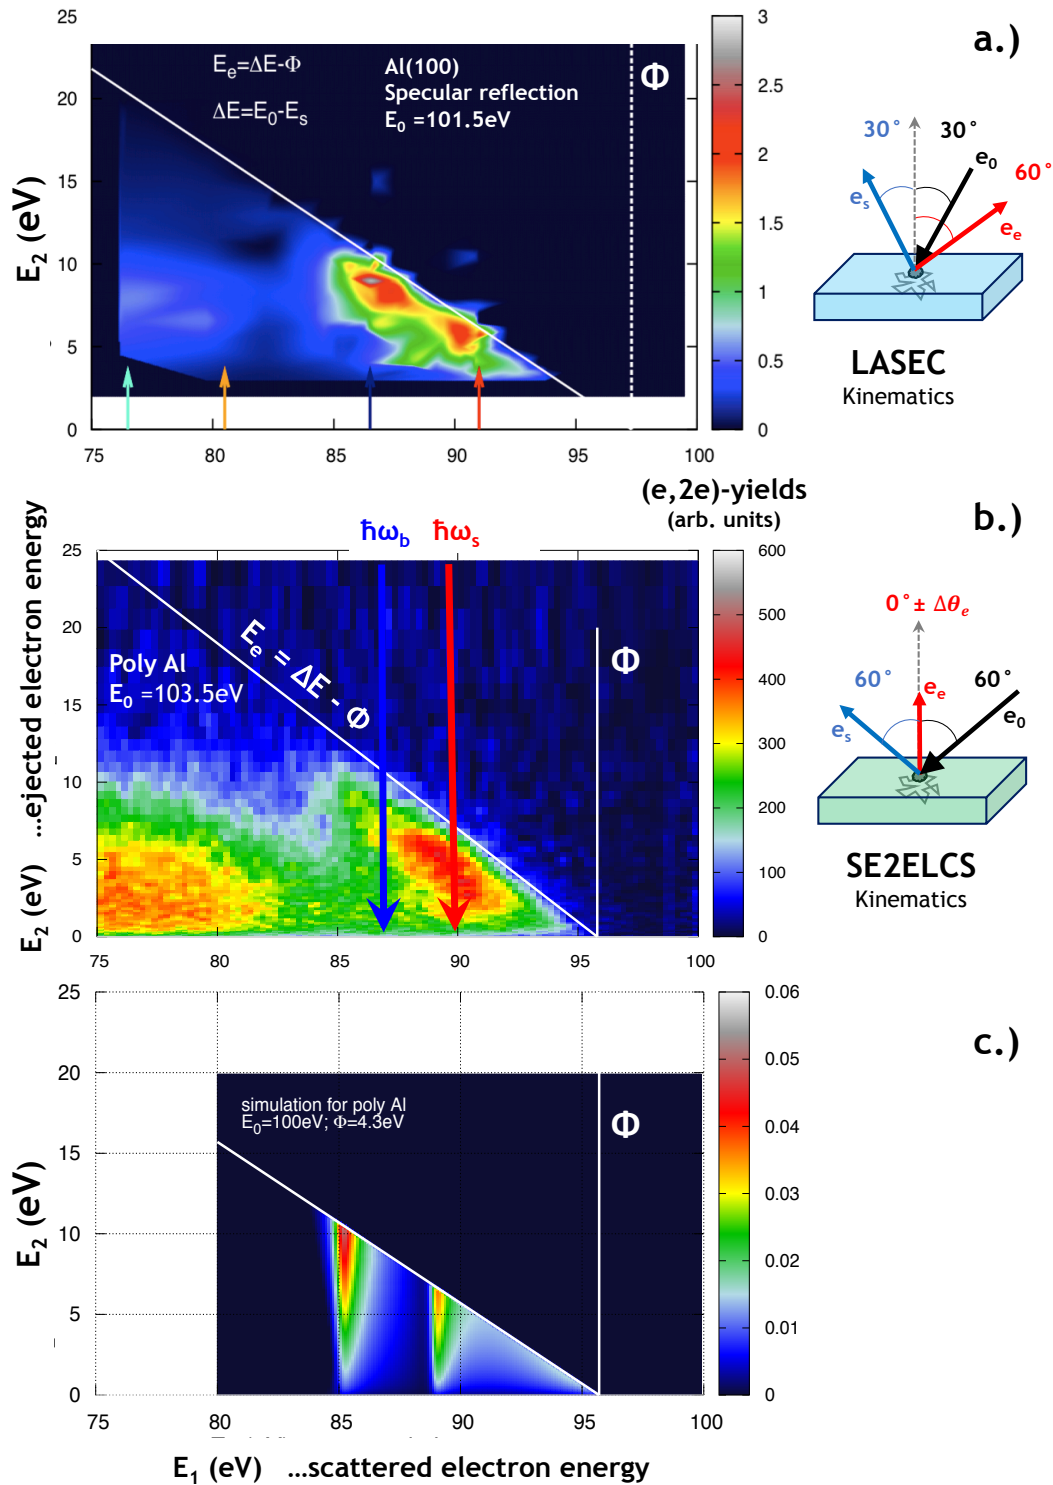 25
20
15
10
5
0
E₂ (eV)
Eₑ=ΔE-Φ
ΔE=E₀-Eₛ
Al(100)
Specular reflection
E₀ =101.5eV
Φ
75
80
85
90
95
100
3
2.5
2
1.5
1
0.5
0
a.)
30°
30°
e₀
60°
eₛ
eₑ
LASEC
Kinematics
(e,2e)-yields
(arb. units)
ħω_b
ħωₛ
25
20
15
10
5
0
E₂ (eV) ...ejected electron energy
Poly Al
E₀ =103.5eV
Eₑ = ΔE - Φ
Φ
75
80
85
90
95
100
600
500
400
300
200
100
0
b.)
0°± Δθₑ
60°
60°
eₑ
eₛ
e₀
SE2ELCS
Kinematics
25
20
15
10
5
0
E₂ (eV)
simulation for poly Al
E₀=100eV; Φ=4.3eV
Φ
75
80
85
90
95
100
0.06
0.05
0.04
0.03
0.02
0.01
0
c.)
E₁ (eV) ...scattered electron energy